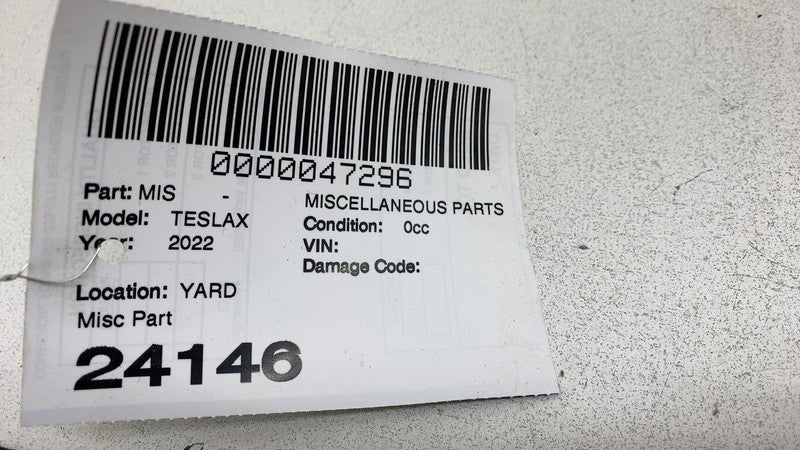 0000047296
Part: MIS - MISCELLANEOUS PARTS
Model: TESLAX Condition: 0cc
Year: 2022 VIN:
Damage Code:
Location: YARD
Misc Part
24146